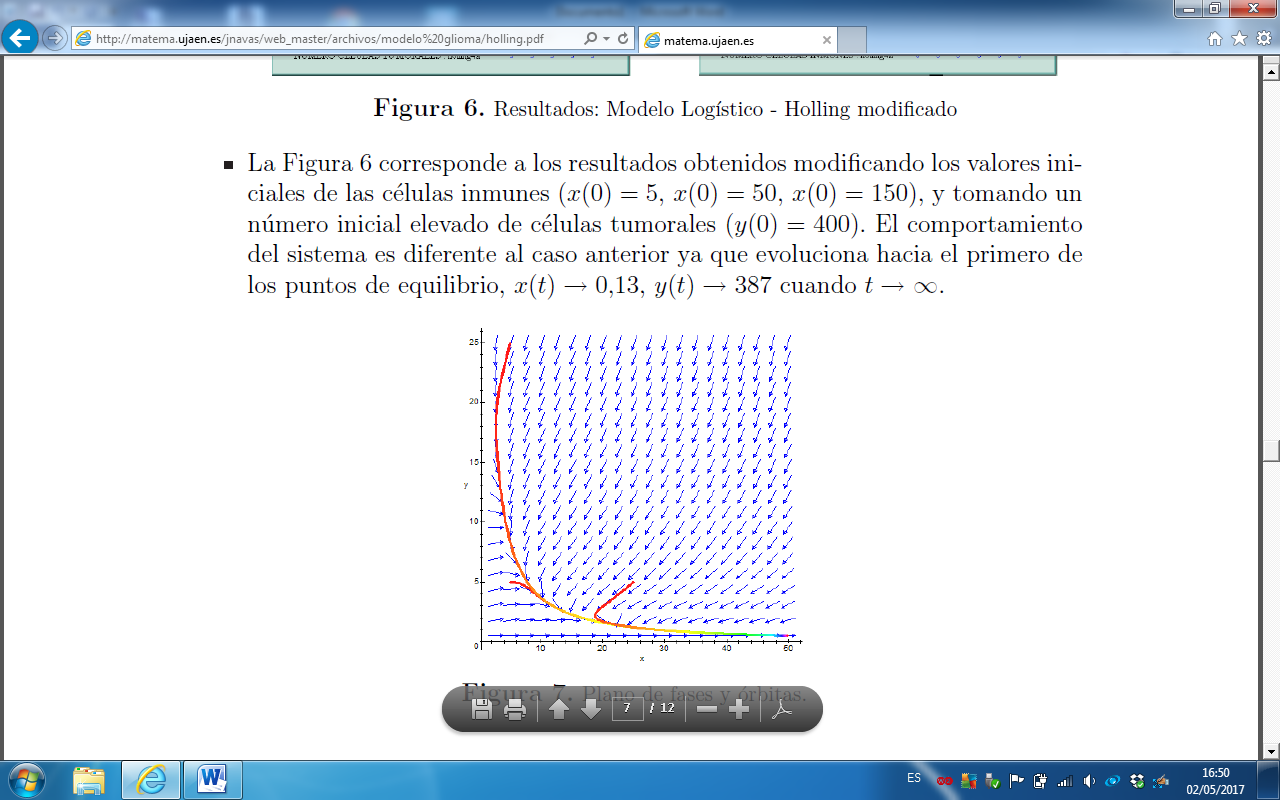 http://matema.ujaen.es/jnavas/web_master/archivos/modelo%20glioma/holling.pdf
matema.ujaen.es
Figura 6. Resultados: Modelo Logístico - Holling modificado
La Figura 6 corresponde a los resultados obtenidos modificando los valores ini-
ciales de las células inmunes (x(0) = 5, x(0) = 50, x(0) = 150), y tomando un
número inicial elevado de células tumorales (y(0) = 400). El comportamiento
del sistema es diferente al caso anterior ya que evoluciona hacia el primero de
los puntos de equilibrio, x(t) → 0,13, y(t) → 387 cuando t → ∞.
25
20
15
y
10
5
0
10 20 30 40 50
x
Figura 7. Plano de fases y órbitas.
7 / 12
ES
16:50
02/05/2017